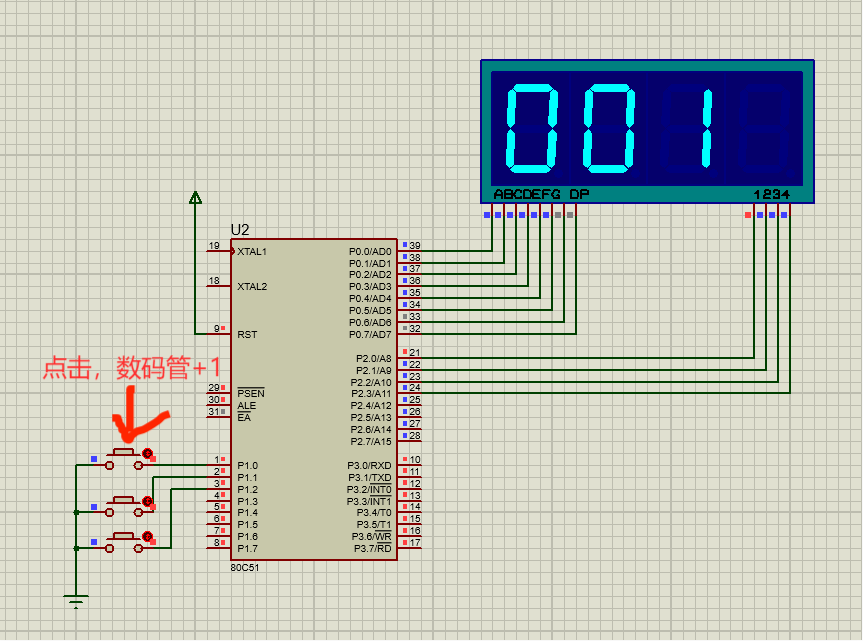 001
ABCDEFG DP
1234
U2
19
XTAL1
18
XTAL2
9
RST
29
PSEN
30
ALE
31
EA
1
P1.0
2
P1.1
3
P1.2
4
P1.3
5
P1.4
6
P1.5
7
P1.6
8
P1.7
P0.0/AD0
39
P0.1/AD1
38
P0.2/AD2
37
P0.3/AD3
36
P0.4/AD4
35
P0.5/AD5
34
P0.6/AD6
33
P0.7/AD7
32
P2.0/A8
21
P2.1/A9
22
P2.2/A10
23
P2.3/A11
24
P2.4/A12
25
P2.5/A13
26
P2.6/A14
27
P2.7/A15
28
P3.0/RXD
10
P3.1/TXD
11
P3.2/INT0
12
P3.3/INT1
13
P3.4/T0
14
P3.5/T1
15
P3.6/WR
16
P3.7/RD
17
80C51
点击，数码管+1